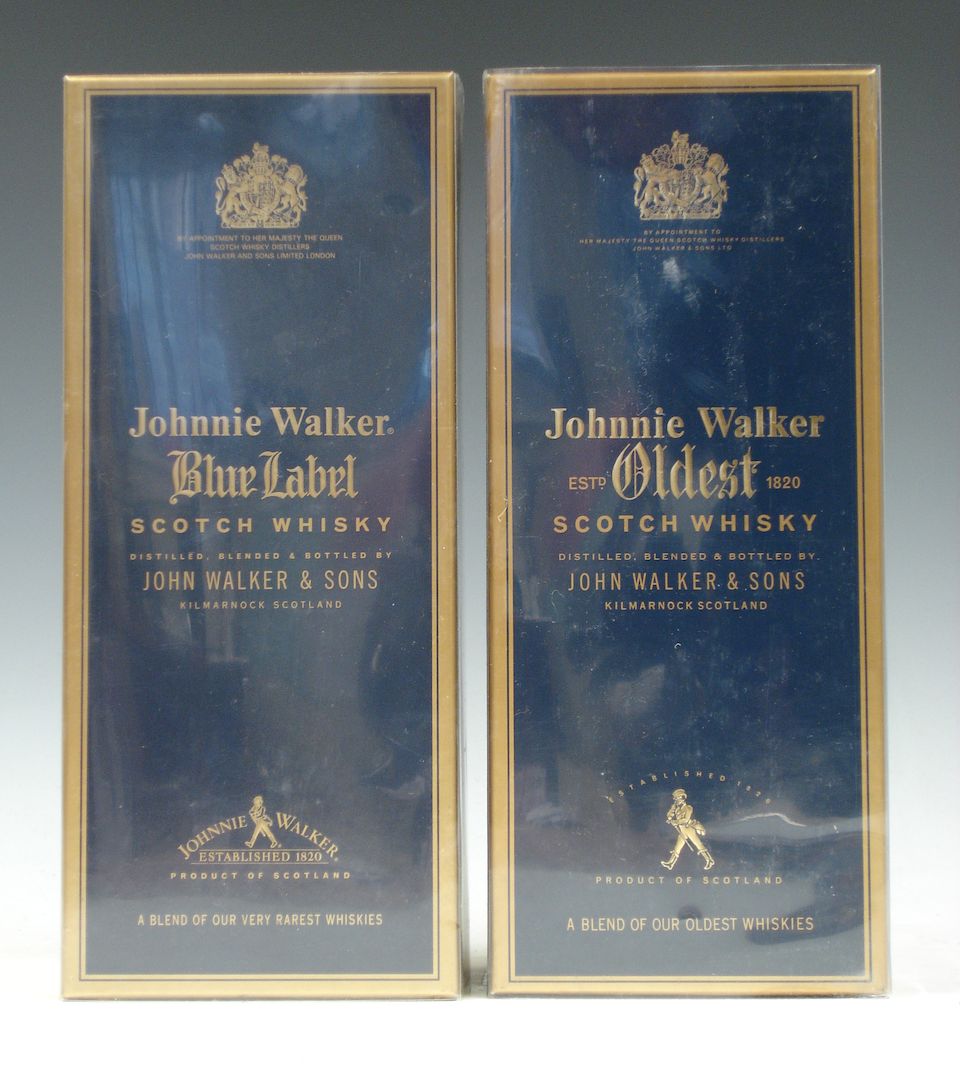 BY APPOINTMENT TO HER MAJESTY THE QUEEN
SCOTCH WHISKY DISTILLERS
JOHN WALKER AND SONS LIMITED LONDON
Johnnie Walker®
Blue Label
SCOTCH WHISKY
DISTILLED, BLENDED & BOTTLED BY
JOHN WALKER & SONS
KILMARNOCK SCOTLAND
JOHNNIE WALKER®
ESTABLISHED 1820
PRODUCT OF SCOTLAND
A BLEND OF OUR VERY RAREST WHISKIES
BY APPOINTMENT TO
HER MAJESTY THE QUEEN SCOTCH WHISKY DISTILLERS
JOHN WALKER & SONS LTD
Johnnie Walker
ESTD Oldest 1820
SCOTCH WHISKY
DISTILLED, BLENDED & BOTTLED BY
JOHN WALKER & SONS
KILMARNOCK SCOTLAND
ESTABLISHED 1820
PRODUCT OF SCOTLAND
A BLEND OF OUR OLDEST WHISKIES